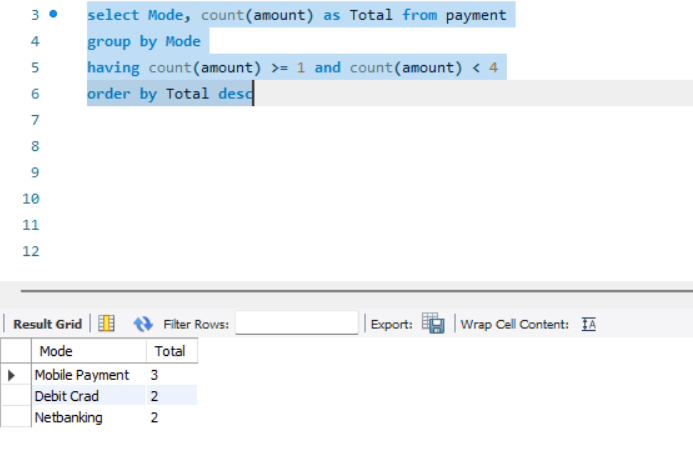 3 select Mode, count(amount) as Total from payment
4 group by Mode
5 having count(amount) >= 1 and count(amount) < 4
6 order by Total desc
7
8
9
10
11
12
Result Grid Filter Rows: Export: Wrap Cell Content: IA
Mode Total
Mobile Payment 3
Debit Crad 2
Netbanking 2